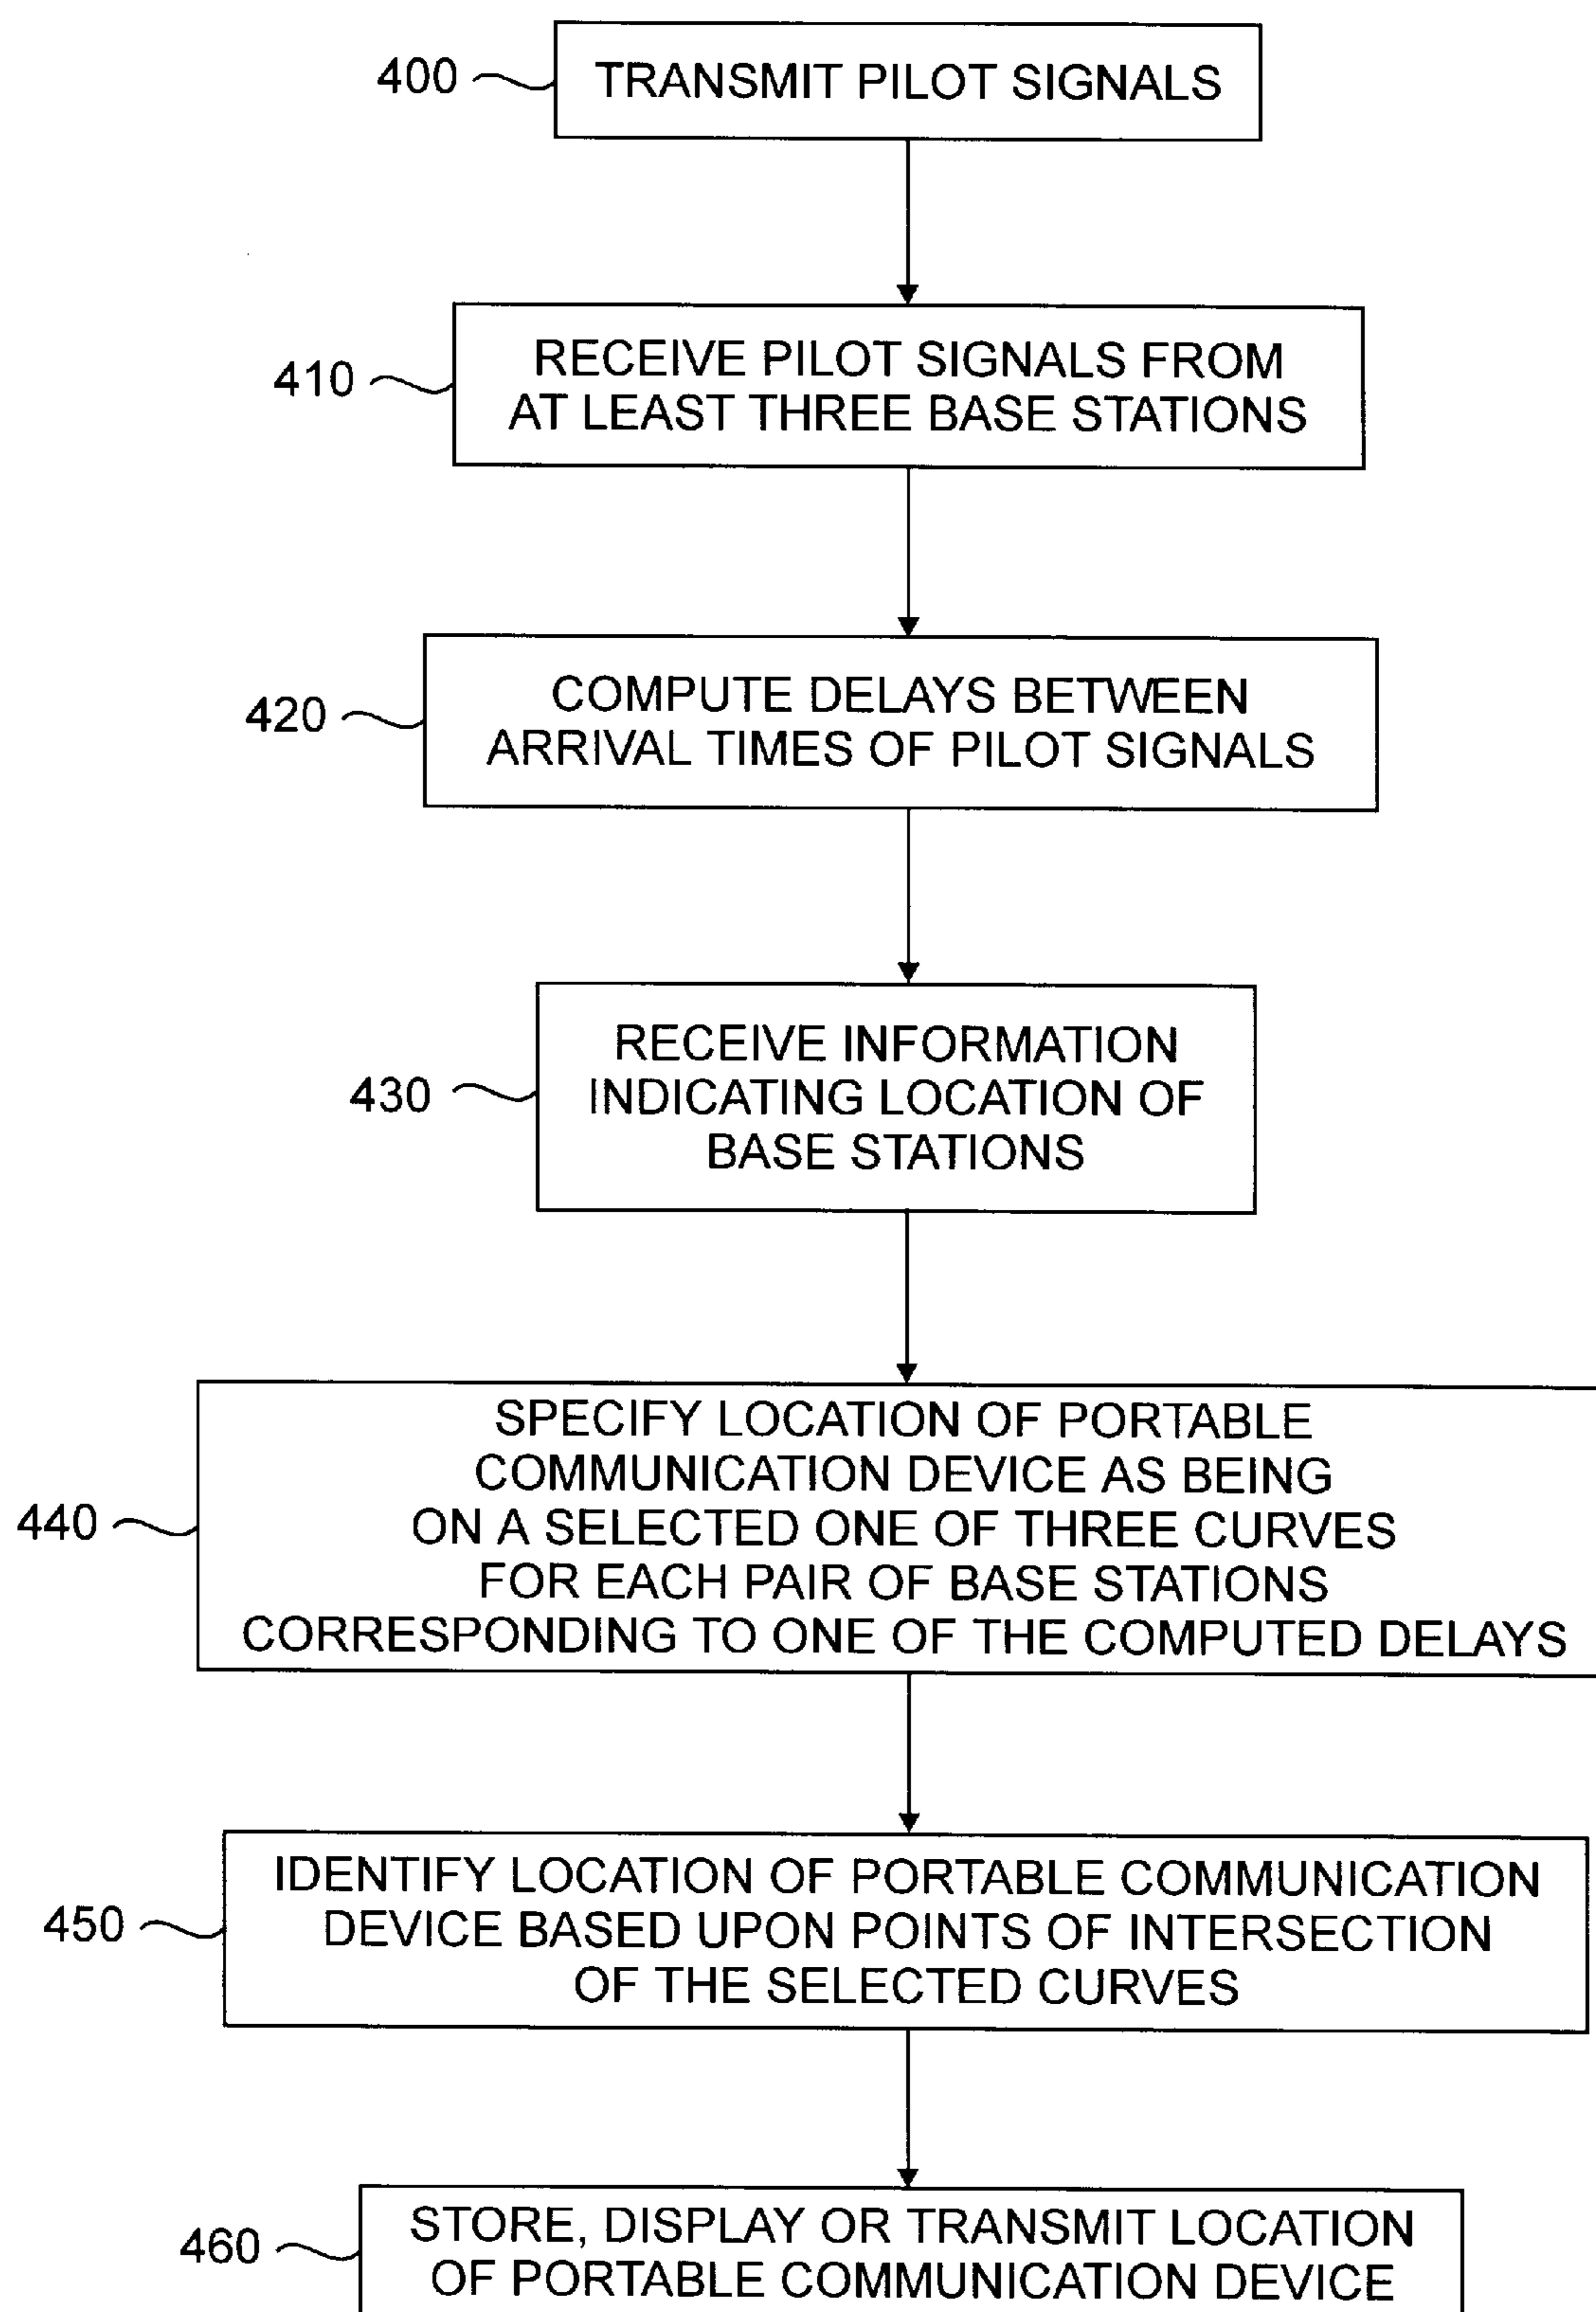 400
TRANSMIT PILOT SIGNALS
410
RECEIVE PILOT SIGNALS FROM
AT LEAST THREE BASE STATIONS
420
COMPUTE DELAYS BETWEEN
ARRIVAL TIMES OF PILOT SIGNALS
430
RECEIVE INFORMATION
INDICATING LOCATION OF
BASE STATIONS
440
SPECIFY LOCATION OF PORTABLE
COMMUNICATION DEVICE AS BEING
ON A SELECTED ONE OF THREE CURVES
FOR EACH PAIR OF BASE STATIONS
CORRESPONDING TO ONE OF THE COMPUTED DELAYS
450
IDENTIFY LOCATION OF PORTABLE COMMUNICATION
DEVICE BASED UPON POINTS OF INTERSECTION
OF THE SELECTED CURVES
460
STORE, DISPLAY OR TRANSMIT LOCATION
OF PORTABLE COMMUNICATION DEVICE